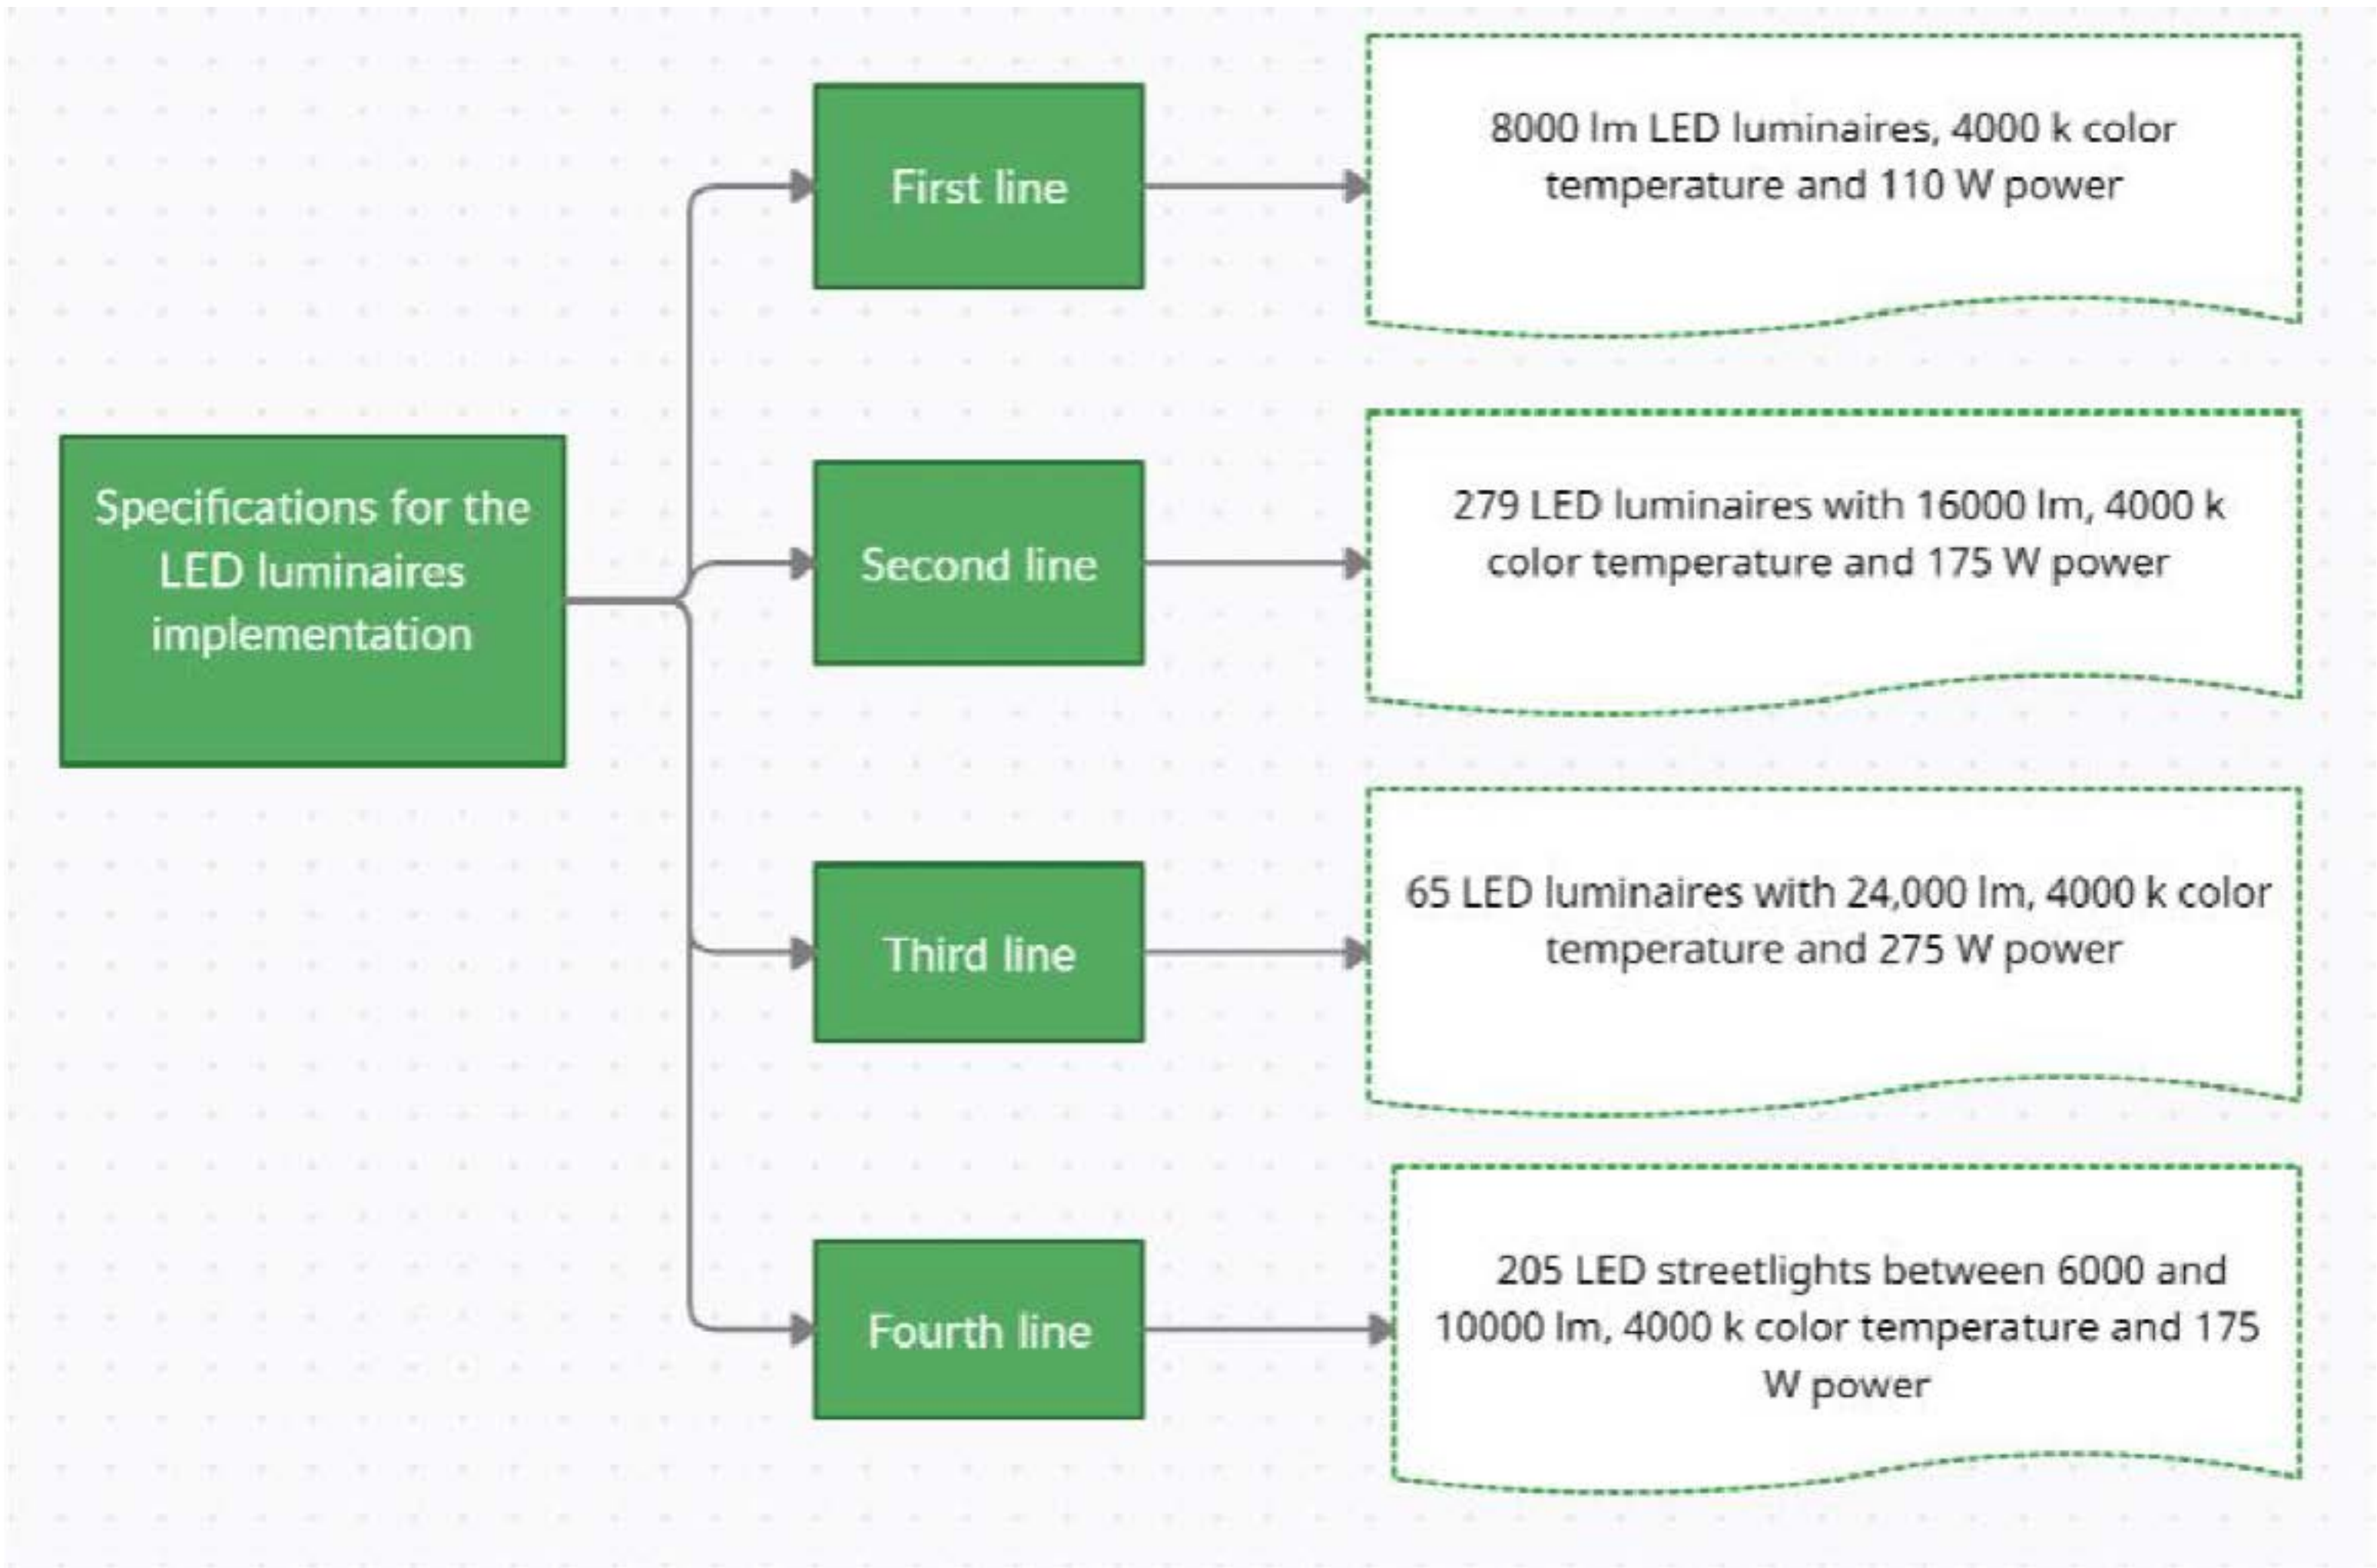 Specifications for the
LED luminaires
implementation
First line
8000 lm LED luminaires, 4000 k color
temperature and 110 W power
Second line
279 LED luminaires with 16000 lm, 4000 k
color temperature and 175 W power
Third line
65 LED luminaires with 24,000 lm, 4000 k color
temperature and 275 W power
Fourth line
205 LED streetlights between 6000 and
10000 lm, 4000 k color temperature and 175
W power